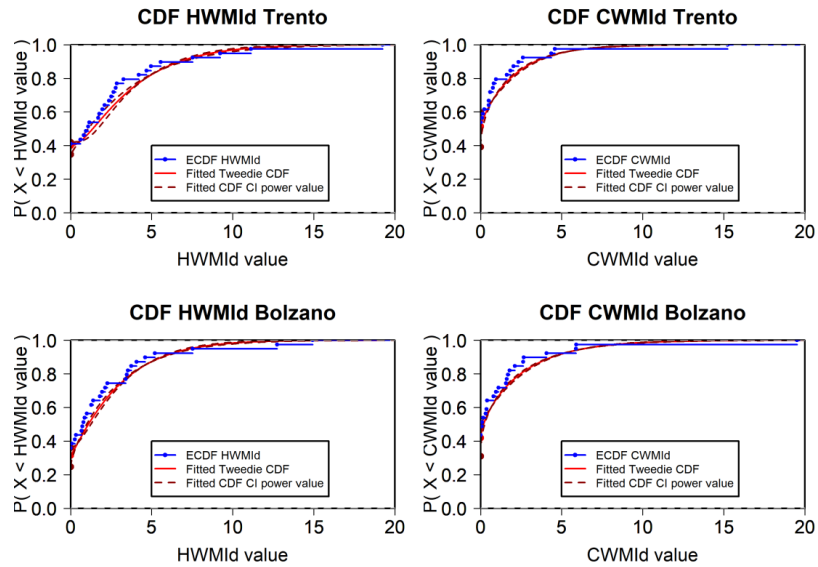 CDF HWMId Trento
P( X < HWMId value )
1.0
0.8
0.6
0.4
0.2
0.0
ECDF HWMId
Fitted Tweedie CDF
Fitted CDF CI power value
0 5 10 15 20
HWMId value
CDF CWMId Trento
P( X < CWMId value )
1.0
0.8
0.6
0.4
0.2
0.0
ECDF CWMId
Fitted Tweedie CDF
Fitted CDF CI power value
0 5 10 15 20
CWMId value
CDF HWMId Bolzano
P( X < HWMId value )
1.0
0.8
0.6
0.4
0.2
0.0
ECDF HWMId
Fitted Tweedie CDF
Fitted CDF CI power value
0 5 10 15 20
HWMId value
CDF CWMId Bolzano
P( X < CWMId value )
1.0
0.8
0.6
0.4
0.2
0.0
ECDF CWMId
Fitted Tweedie CDF
Fitted CDF CI power value
0 5 10 15 20
CWMId value